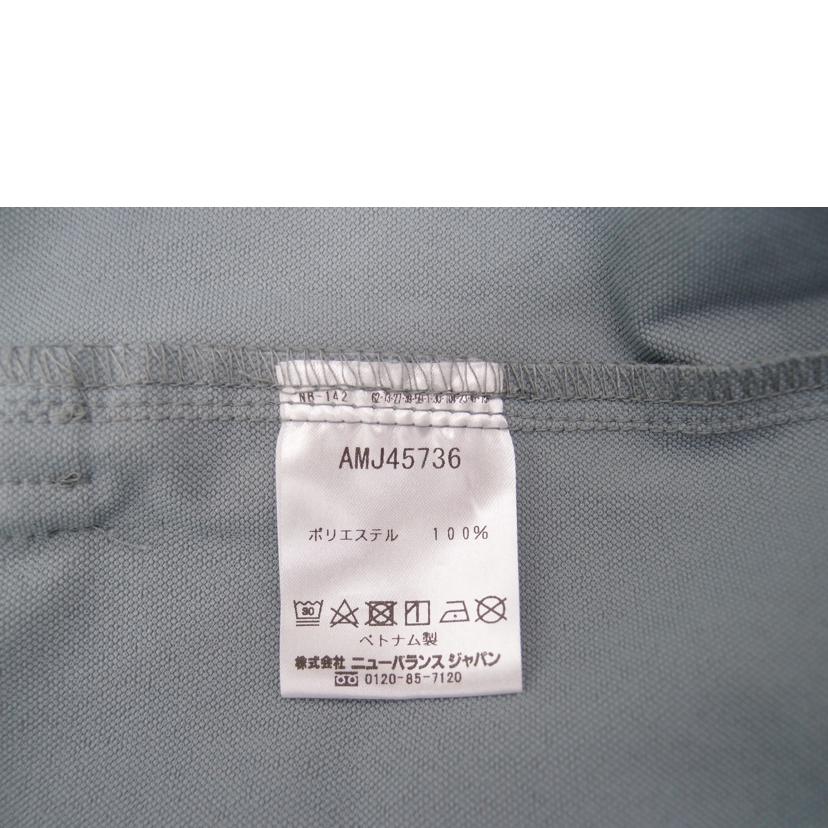 NB-142
AMJ45736
ポリエステル 100%
30
ベトナム製
株式会社 ニューバランス ジャパン
0120-85-7120